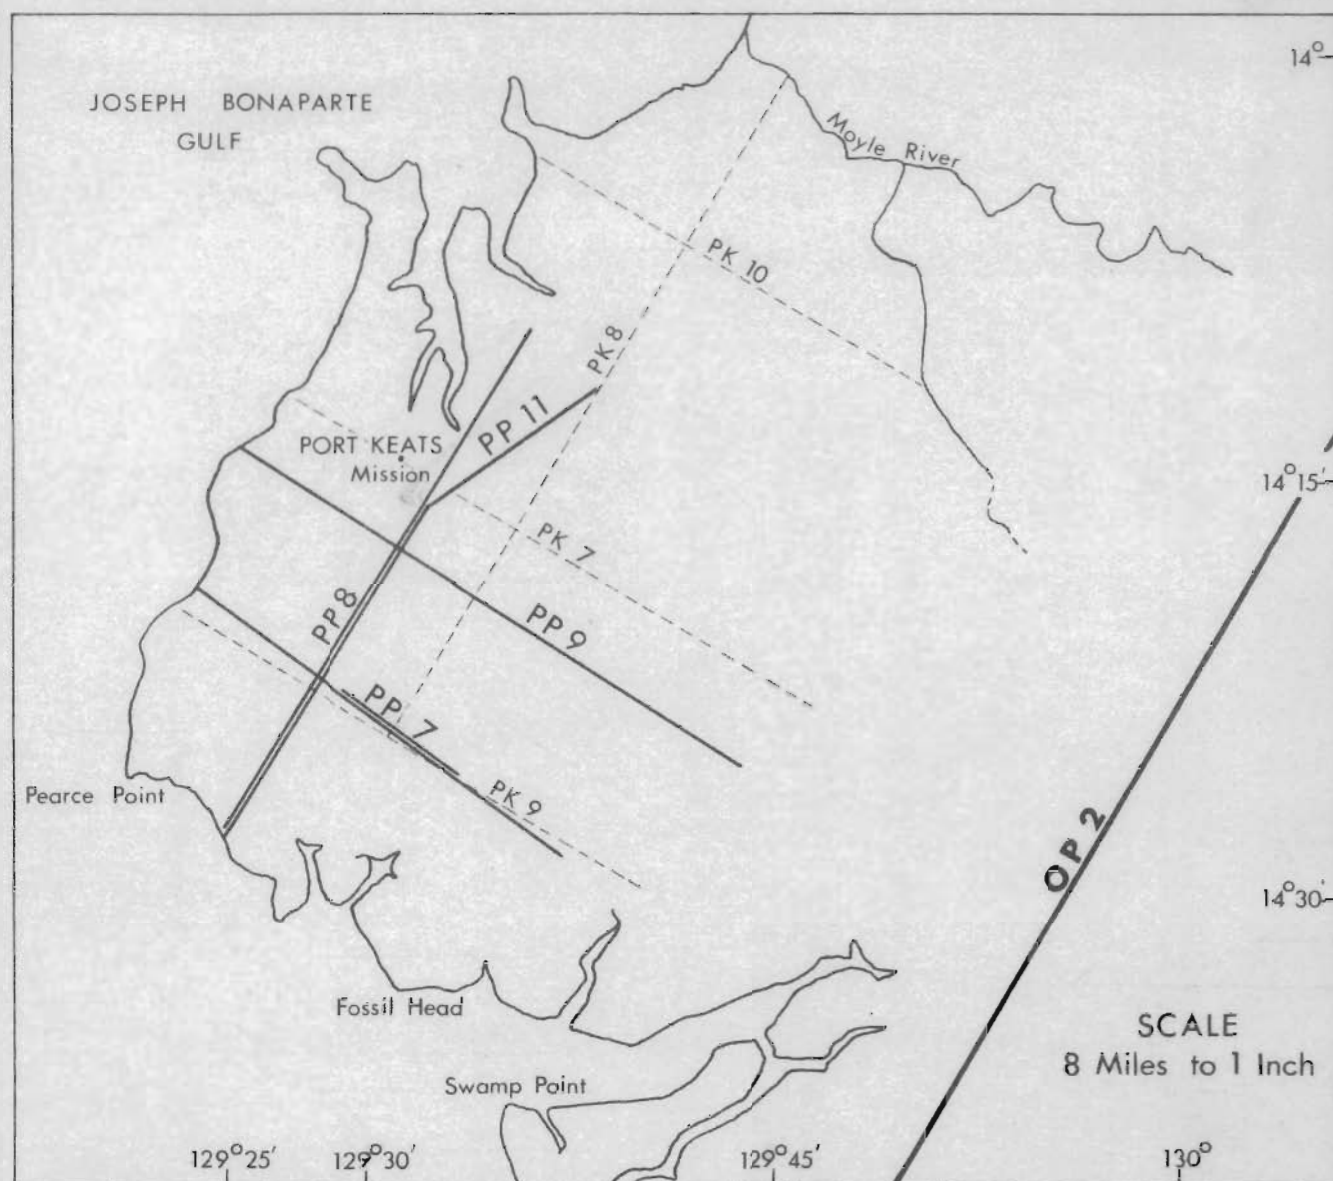 14°
JOSEPH BONAPARTE
GULF
Moyle River
PK 10
PK 8
PP 11
PORT KEATS
Mission
14°15'
PK 7
PP 8
PP 9
PP 7
PK 9
Pearce Point
OP 2
14°30'
Fossil Head
SCALE
8 Miles to 1 Inch
Swamp Point
129°25'
129°30'
129°45'
130°